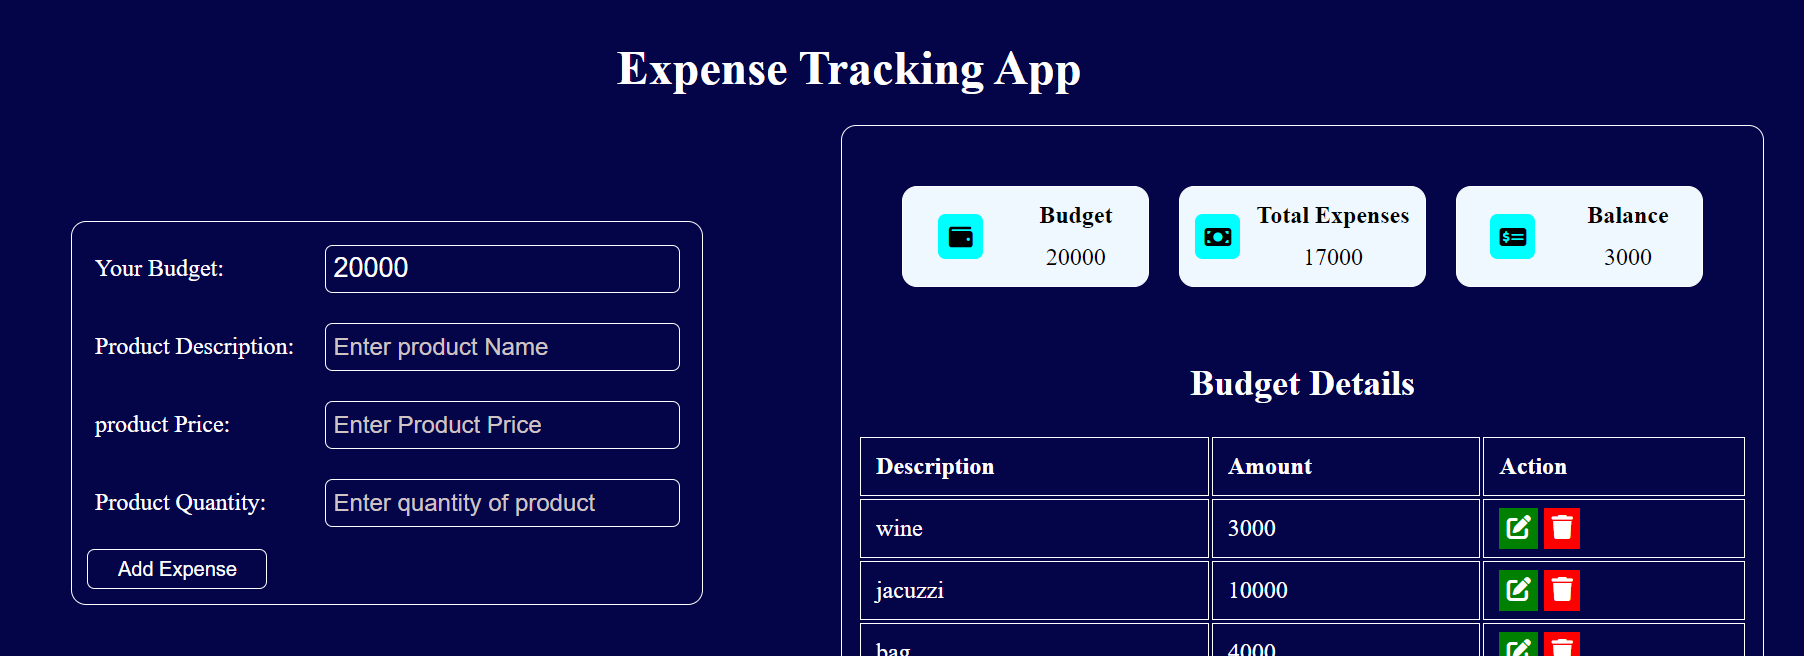 Expense Tracking App
Your Budget: 20000
Product Description: Enter product Name
product Price: Enter Product Price
Product Quantity: Enter quantity of product
Add Expense
Budget
20000
Total Expenses
17000
Balance
3000
Budget Details
Description Amount Action
wine 3000
jacuzzi 10000
bag 4000